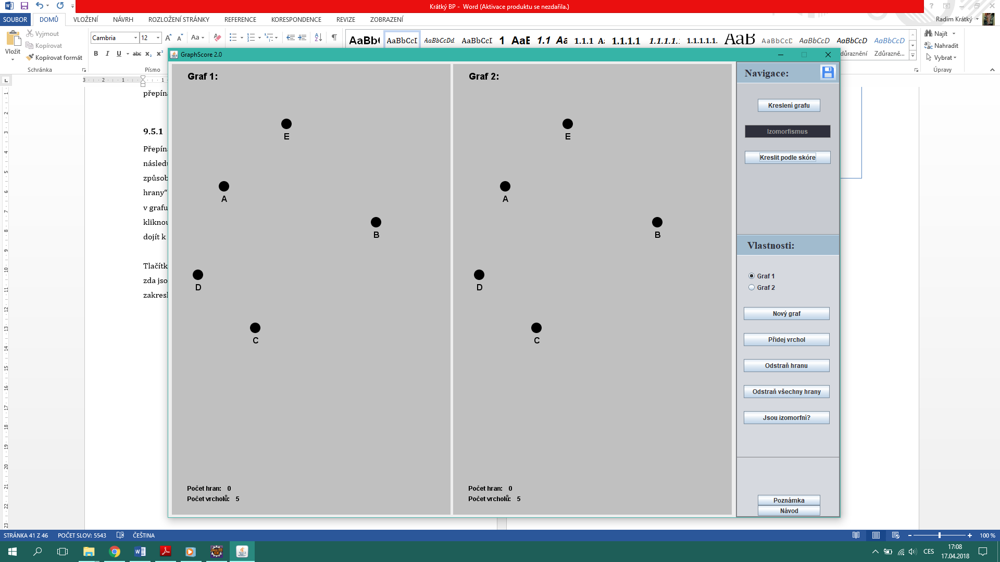 Krátký BP - Word (Aktivace produktu se nezdařila.)
SOUBOR DOMŮ VLOŽENÍ NÁVRH ROZLOŽENÍ STRÁNKY REFERENCE KORESPONDENCE REVIZE ZOBRAZENÍ
Radim Krátký
Vložit
Vyjmout
Kopírovat
Kopírovat formát
Schránka
Cambria 12
Písmo
AaBb AaBbCcI AaBbCcDd. AaBbCcI 1 AaE 1.1 Aa 1.1.1 A 1.1.1.1 1.1.1.1. 1.1.1.1.1. AaB AaBbCcD AaBbCcD AaBbCcD AaBbCcD
důraznění Zdůrazně...
Najít
Nahradit
Vybrat
Úpravy
GraphScore 2.0
přepína
9.5.1
Přepína
následu
způsob
hrany“
v grafu
kliknou
dojít k
Tlačítk
zda jso
zakresl
Graf 1:
E
A
B
D
C
Počet hran: 0
Počet vrcholů: 5
Graf 2:
E
A
B
D
C
Počet hran: 0
Počet vrcholů: 5
Navigace:
Kreslení grafu
Izomorfismus
Kreslit podle skóre
Vlastnosti:
Graf 1
Graf 2
Nový graf
Přidej vrchol
Odstraň hranu
Odstraň všechny hrany
Jsou izomorfní?
Poznámka
Návod
STRÁNKA 41 Z 46 POČET SLOV: 5543 ČEŠTINA
100 %
CES
17:08
17.04.2018